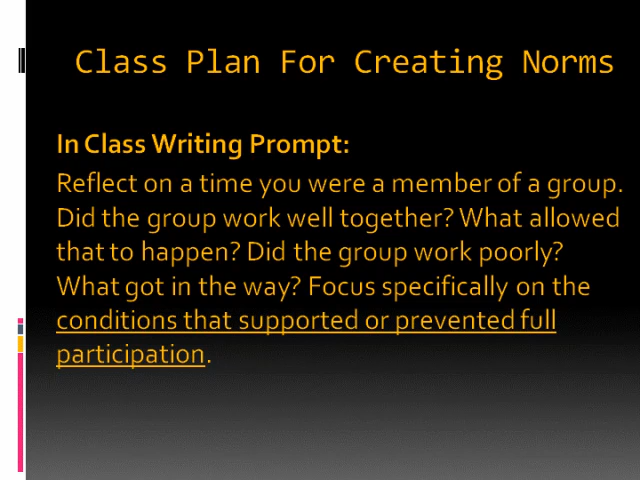 Class Plan For Creating Norms
In Class Writing Prompt:
Reflect on a time you were a member of a group.
Did the group work well together? What allowed
that to happen? Did the group work poorly?
What got in the way? Focus specifically on the
conditions that supported or prevented full
participation.